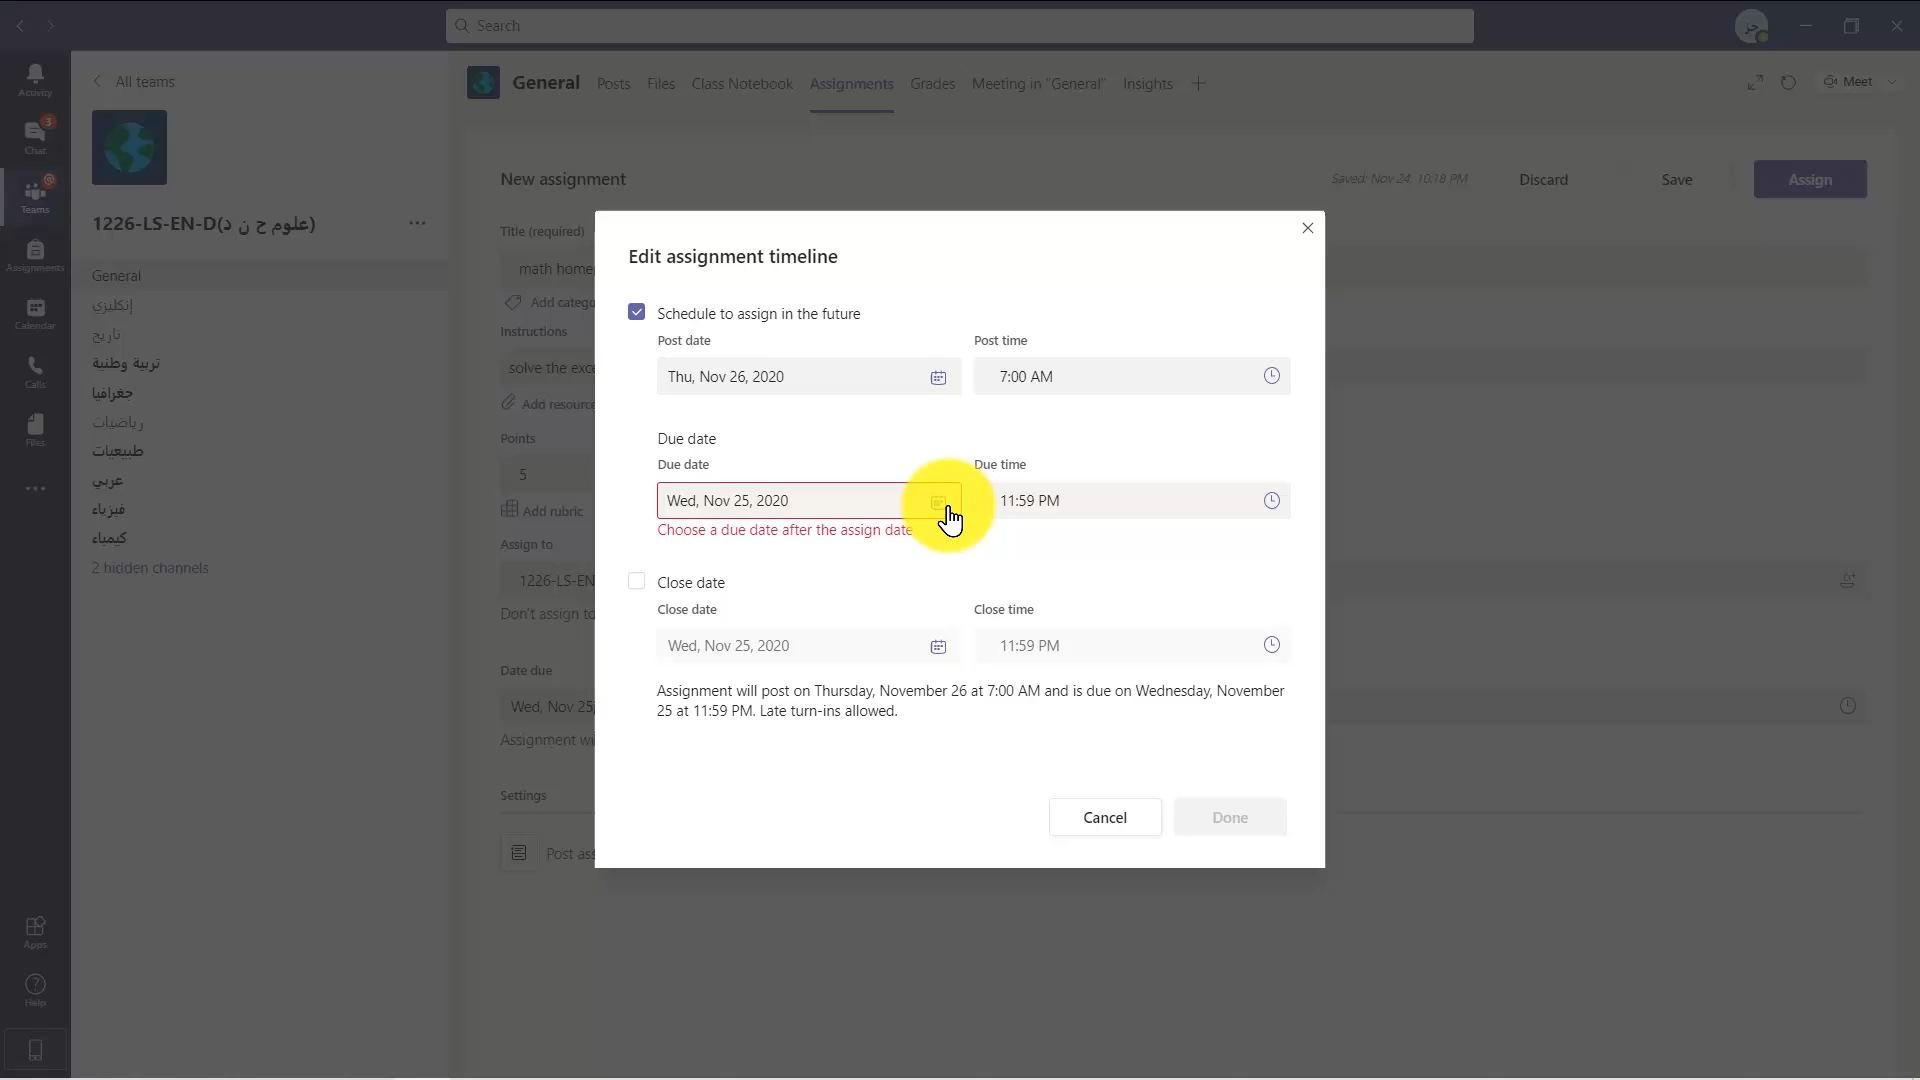 Search
Activity
3
Chat
Teams
Assignments
Calendar
Calls
Files
Apps
Help
All teams
1226-LS-EN-D(علوم ح ن د)
General
إنكليزي
تاريخ
تربية وطنية
جغرافيا
رياضيات
طبيعيات
عربي
فيزياء
كيمياء
2 hidden channels
General Posts Files Class Notebook Assignments Grades Meeting in "General" Insights
Meet
New assignment
Saved: Nov 24, 10:18 PM
Discard
Save
Assign
Title (required)
math home
Add catego
Instructions
solve the exe
Add resource
Points
5
Add rubric
Assign to
1226-LS-EN
Don't assign to
Date due
Wed, Nov 25,
Assignment wi
Settings
Post ass
Edit assignment timeline
Schedule to assign in the future
Post date Post time
Thu, Nov 26, 2020 7:00 AM
Due date
Due date Due time
Wed, Nov 25, 2020 11:59 PM
Choose a due date after the assign date
Close date
Close date Close time
Wed, Nov 25, 2020 11:59 PM
Assignment will post on Thursday, November 26 at 7:00 AM and is due on Wednesday, November
25 at 11:59 PM. Late turn-ins allowed.
Cancel Done